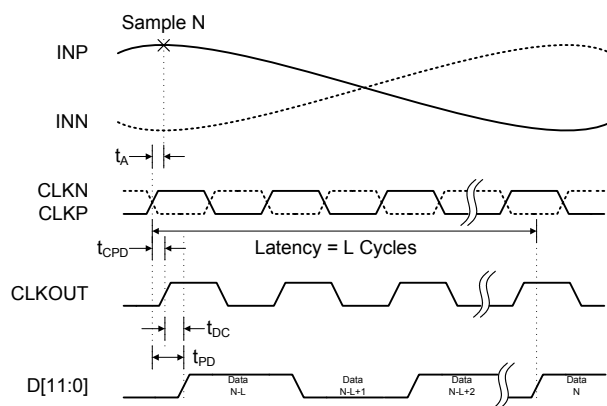 Sample N
INP
INN
tA
CLKN
CLKP
tCPD
Latency = L Cycles
CLKOUT
tDC
tPD
D[11:0]
Data
N-L
Data
N-L+1
Data
N-L+2
Data
N